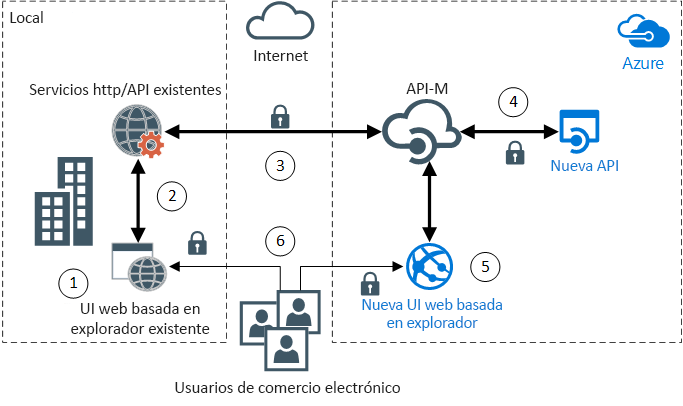 Local
Internet
Azure
Servicios http/API existentes
API-M
4
3
Nueva API
2
6
1
5
UI web basada en
explorador existente
Nueva UI web basada
en explorador
Usuarios de comercio electrónico